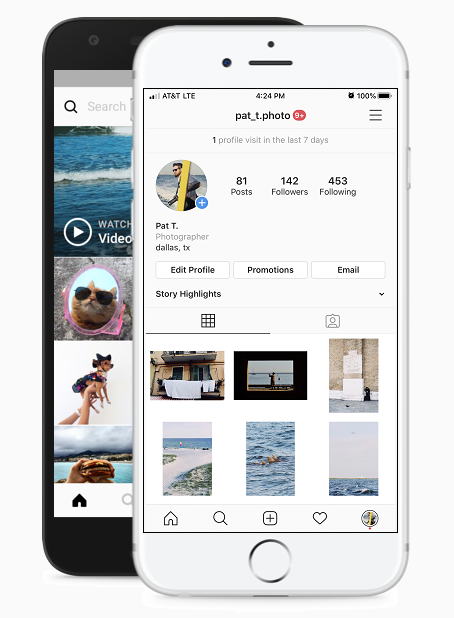 Search
WATCH
Video
AT&T LTE
4:24 PM
100%
pat_t.photo 9+
1 profile visit in the last 7 days
81
142
453
Posts
Followers
Following
Pat T.
Photographer
dallas, tx
Edit Profile
Promotions
Email
Story Highlights